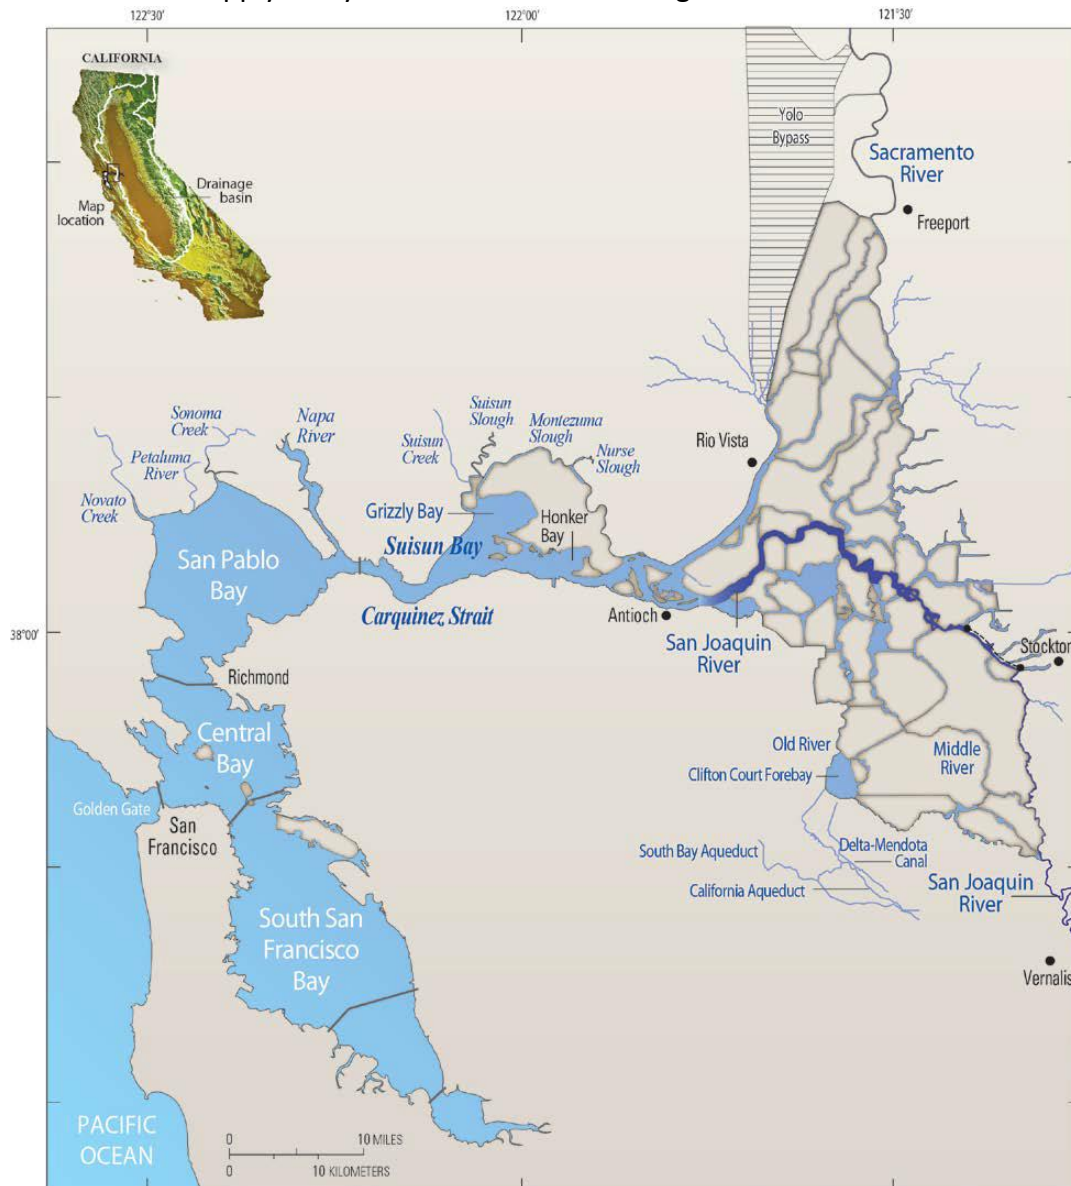 122°30'
122°00'
121°30'
CALIFORNIA
Drainage
basin
Map
location
Yolo
Bypass
Sacramento
River
Freeport
Sonoma
Creek
Petaluma
River
Novato
Creek
Napa
River
Suisun
Slough
Suisun
Creek
Montezuma
Slough
Nurse
Slough
Rio Vista
Grizzly Bay
Honker
Bay
Suisun Bay
San Pablo
Bay
Carquinez Strait
Antioch
San Joaquin
River
Stockton
38°00'
Richmond
Central
Bay
Golden Gate
San
Francisco
Old River
Clifton Court Forebay
Middle
River
South Bay Aqueduct
Delta-Mendota
Canal
California Aqueduct
San Joaquin
River
Vernalis
South San
Francisco
Bay
PACIFIC
OCEAN
0 10 MILES
0 10 KILOMETERS